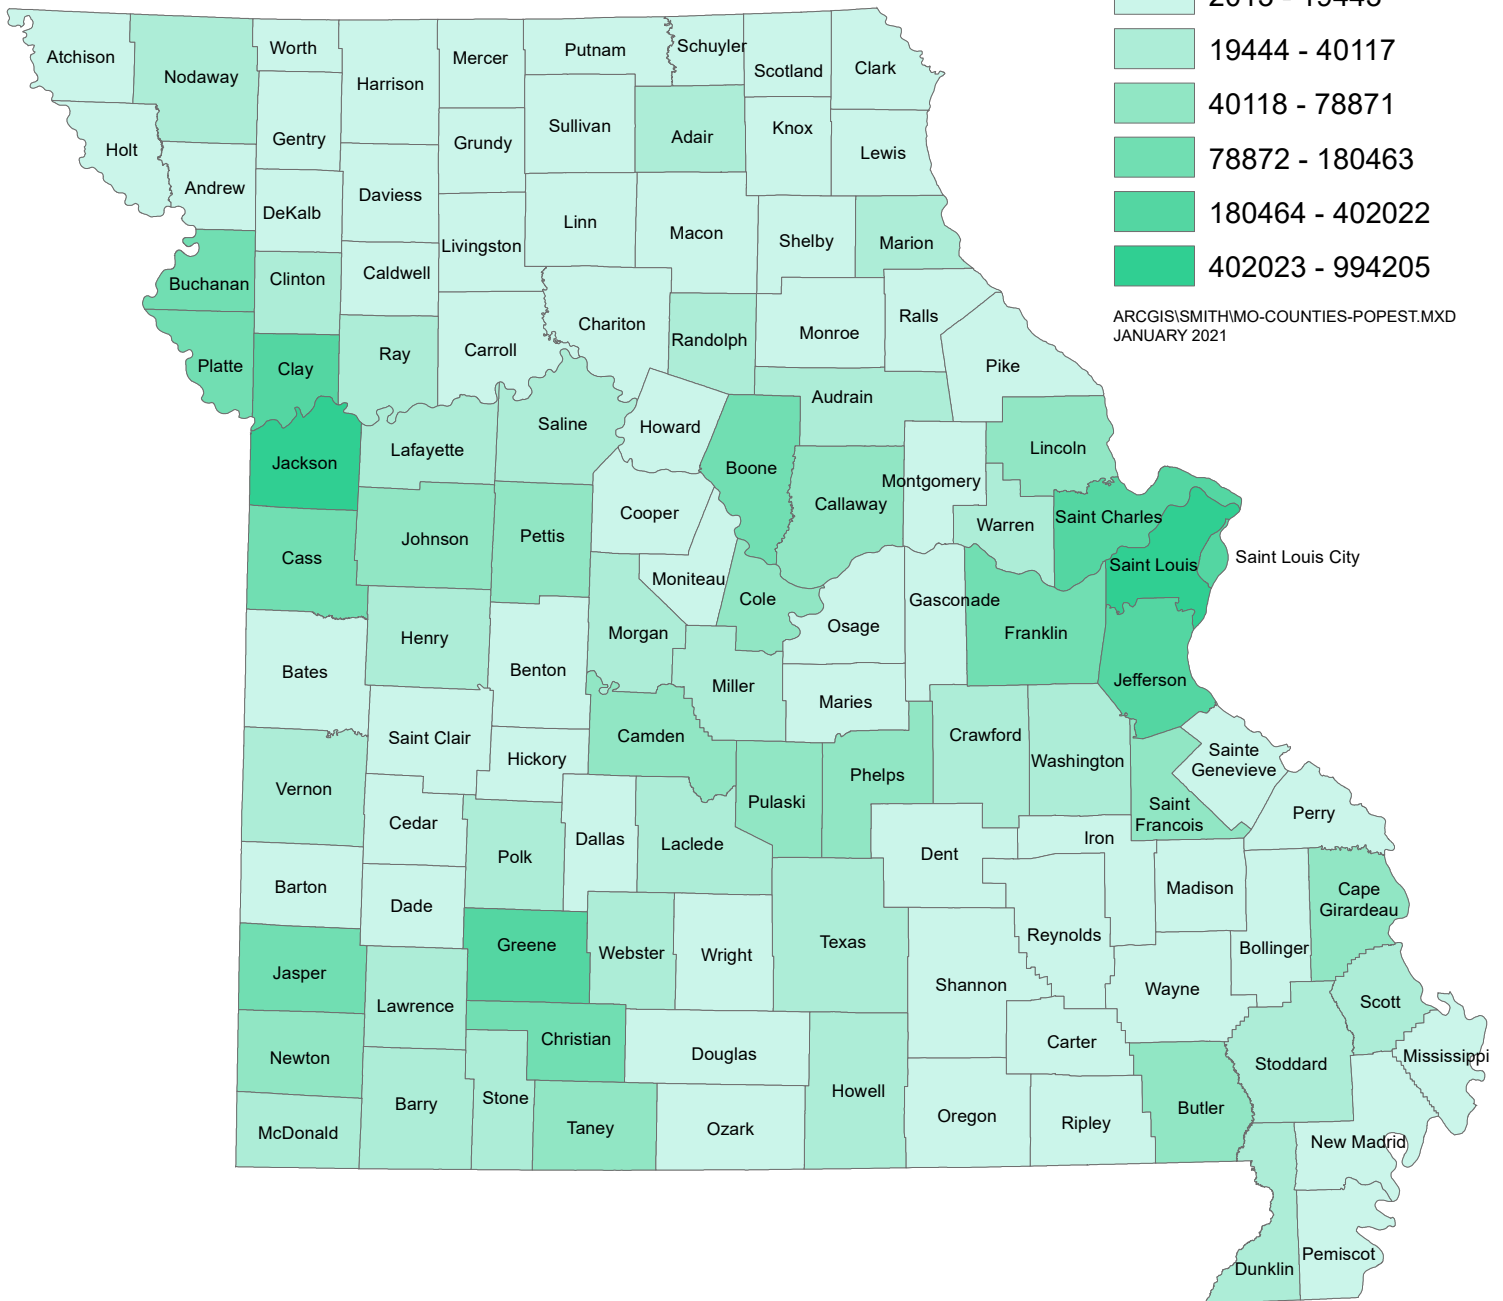 19444 - 40117
40118 - 78871
78872 - 180463
180464 - 402022
402023 - 994205
ARCGIS\SMITH\MO-COUNTIES-POPEST.MXD
JANUARY 2021
Atchison
Nodaway
Worth
Harrison
Mercer
Putnam
Schuyler
Scotland
Clark
Holt
Andrew
Gentry
Grundy
Sullivan
Adair
Knox
Lewis
DeKalb
Daviess
Livingston
Linn
Macon
Shelby
Marion
Buchanan
Clinton
Caldwell
Chariton
Randolph
Monroe
Ralls
Pike
Platte
Clay
Ray
Carroll
Audrain
Jackson
Lafayette
Saline
Howard
Boone
Callaway
Montgomery
Lincoln
Warren
Saint Charles
Saint Louis
Saint Louis City
Cass
Johnson
Pettis
Cooper
Moniteau
Cole
Osage
Gasconade
Franklin
Jefferson
Bates
Henry
Benton
Morgan
Miller
Maries
Camden
Saint Clair
Hickory
Pulaski
Phelps
Crawford
Washington
Sainte
Genevieve
Saint
Francois
Perry
Vernon
Cedar
Polk
Dallas
Laclede
Dent
Iron
Madison
Cape
Girardeau
Barton
Dade
Greene
Webster
Wright
Texas
Shannon
Reynolds
Bollinger
Jasper
Lawrence
Christian
Douglas
Wayne
Scott
Carter
Stoddard
Mississippi
Newton
Barry
Stone
Taney
Ozark
Howell
Oregon
Ripley
Butler
New Madrid
McDonald
Dunklin
Pemiscot